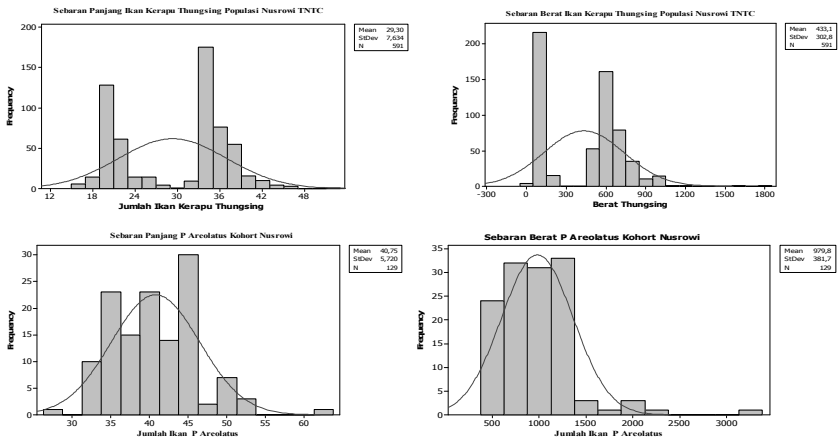 Sebaran Panjang Ikan Kerapu Thungsing Populasi Nusrowi TNTC
Mean 29,30
StDev 7,634
N 591
Frequency
200
150
100
50
0
12 18 24 30 36 42 48
Jumlah Ikan Kerapu Thungsing
Sebaran Berat Ikan Kerapu Thungsing Populasi Nusrowi TNTC
Mean 433,1
StDev 302,8
N 591
Frequency
200
150
100
50
0
-300 0 300 600 900 1200 1500 1800
Berat Thungsing
Sebaran Panjang P Areolatus Kohort Nusrowi
Mean 40,75
StDev 5,720
N 129
Frequency
30
25
20
15
10
5
0
30 35 40 45 50 55 60
Jumlah Ikan P Areolatus
Sebaran Berat P Areolatus Kohort Nusrowi
Mean 979,8
StDev 381,7
N 129
Frequency
35
30
25
20
15
10
5
0
500 1000 1500 2000 2500 3000
Jumlah Ikan P Areolatus